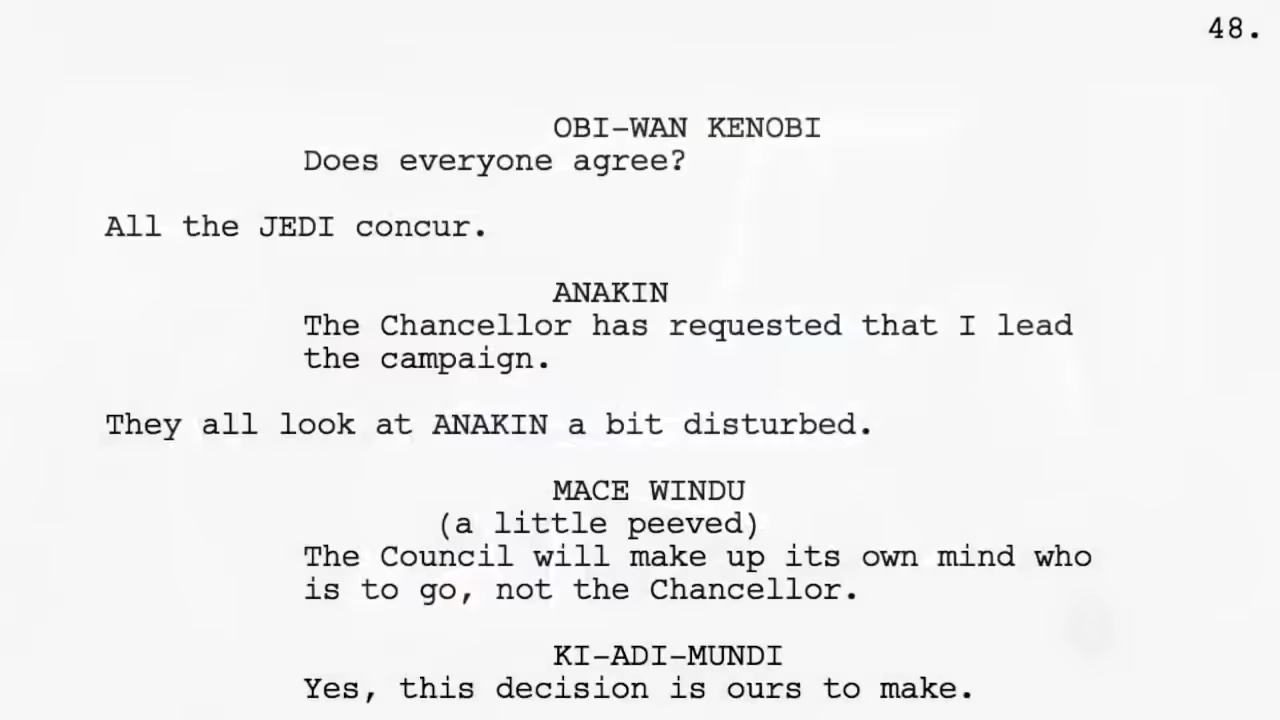 48.
OBI-WAN KENOBI
Does everyone agree?
All the JEDI concur.
ANAKIN
The Chancellor has requested that I lead
the campaign.
They all look at ANAKIN a bit disturbed.
MACE WINDU
(a little peeved)
The Council will make up its own mind who
is to go, not the Chancellor.
KI-ADI-MUNDI
Yes, this decision is ours to make.